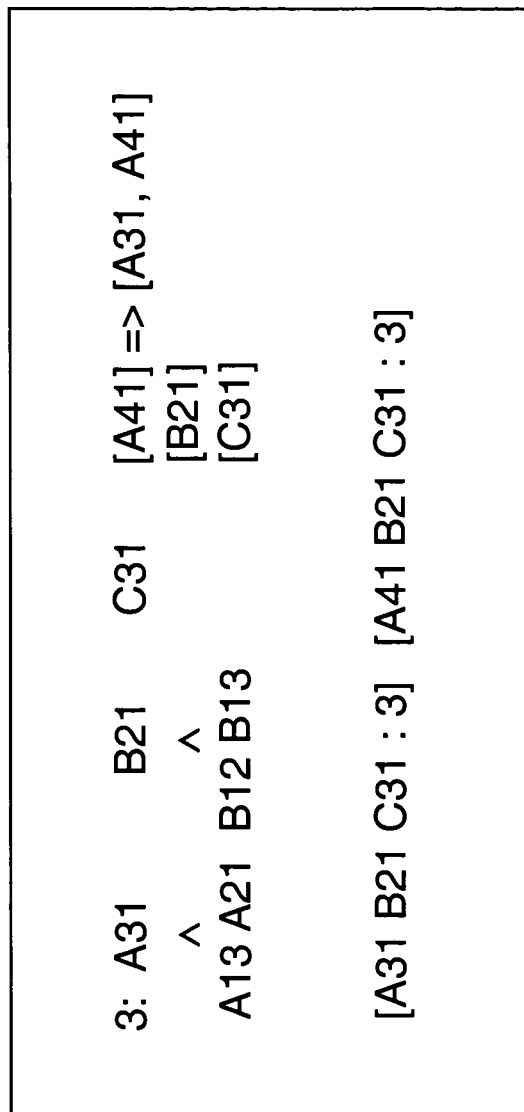 3: A31 B21 C31 [A41] => [A31, A41]
^ ^ [B21]
A13 A21 B12 B13 [C31]
[A31 B21 C31 : 3] [A41 B21 C31 : 3]